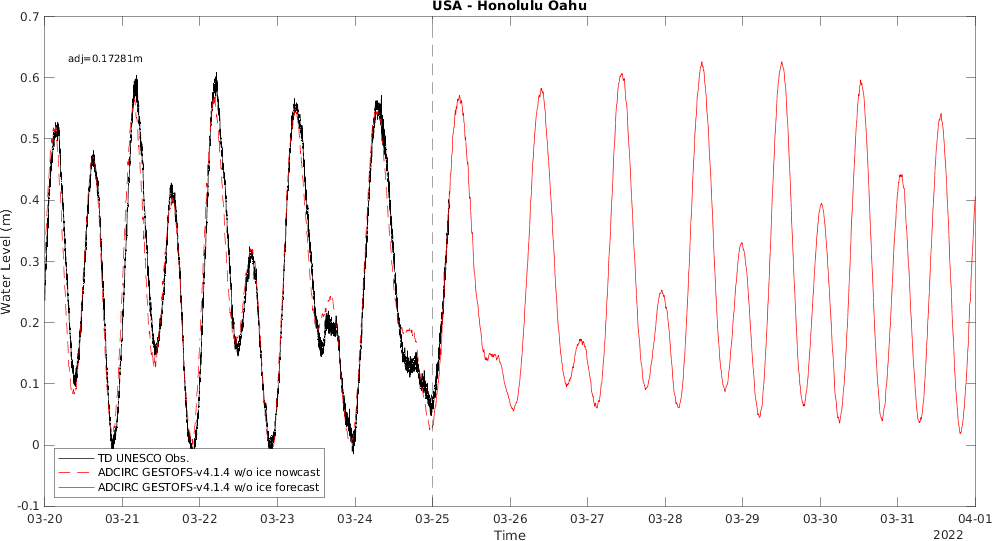 USA - Honolulu Oahu
0.7
0.6
0.5
0.4
0.3
0.2
0.1
0
-0.1
Water Level (m)
adj=0.17281m
TD UNESCO Obs.
ADCIRC GESTOFS-v4.1.4 w/o ice nowcast
ADCIRC GESTOFS-v4.1.4 w/o ice forecast
03-20 03-21 03-22 03-23 03-24 03-25 03-26 03-27 03-28 03-29 03-30 03-31 04-01
Time
2022